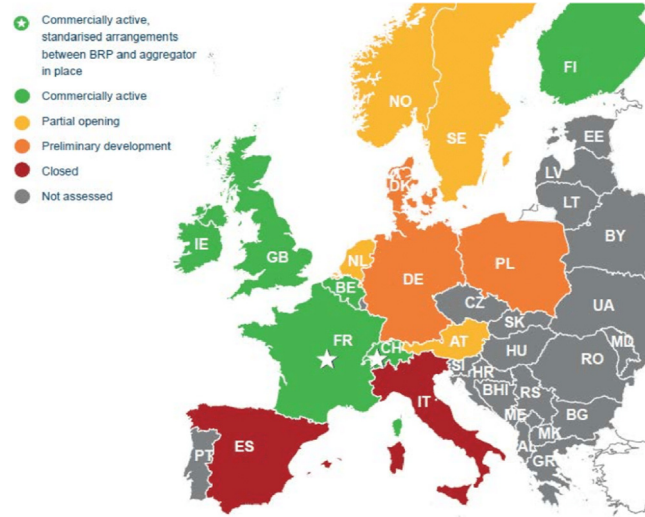 Commercially active,
standarised arrangements
between BRP and aggregator
in place
Commercially active
Partial opening
Preliminary development
Closed
Not assessed
FI
NO
SE
EE
LV
LT
DK
BY
IE
GB
NL
DE
PL
BE
CZ
UA
SK
FR
CH
AT
HU
MD
SI
HR
RO
BHI
RS
IT
ME
BG
MK
AL
ES
PT
GR